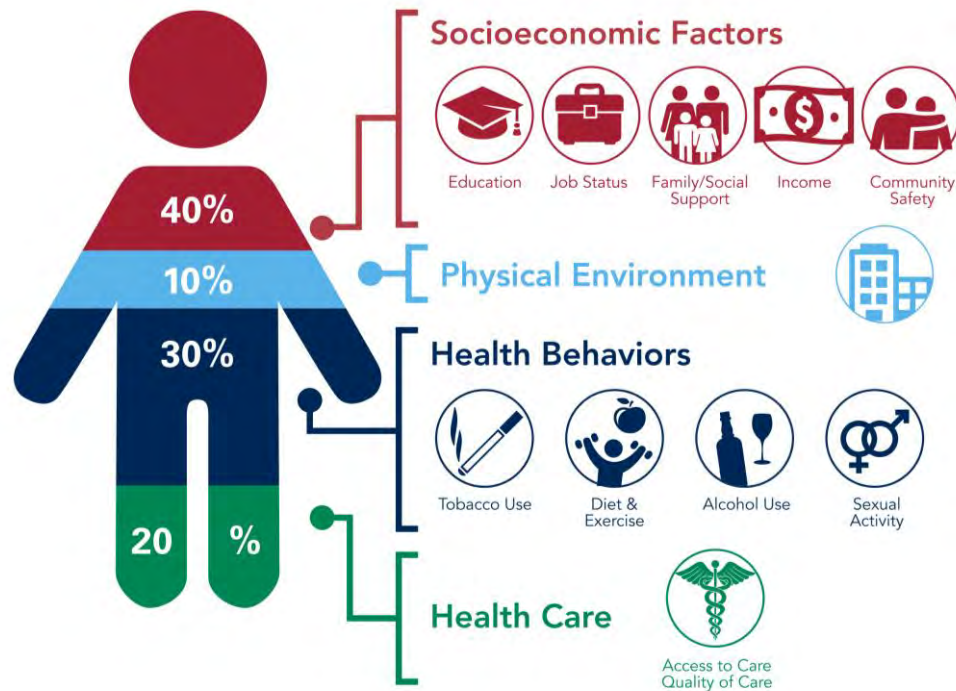 Socioeconomic Factors
$
Education
Job Status
Family/Social
Support
Income
Community
Safety
40%
10%
Physical Environment
30%
Health Behaviors
Tobacco Use
Diet &
Exercise
Alcohol Use
Sexual
Activity
20 %
Health Care
Access to Care
Quality of Care